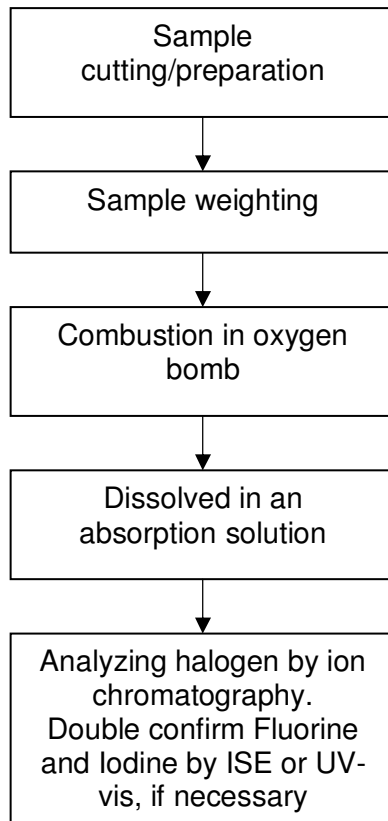 Sample
cutting/preparation
Sample weighting
Combustion in oxygen
bomb
Dissolved in an
absorption solution
Analyzing halogen by ion
chromatography.
Double confirm Fluorine
and Iodine by ISE or UV-
vis, if necessary